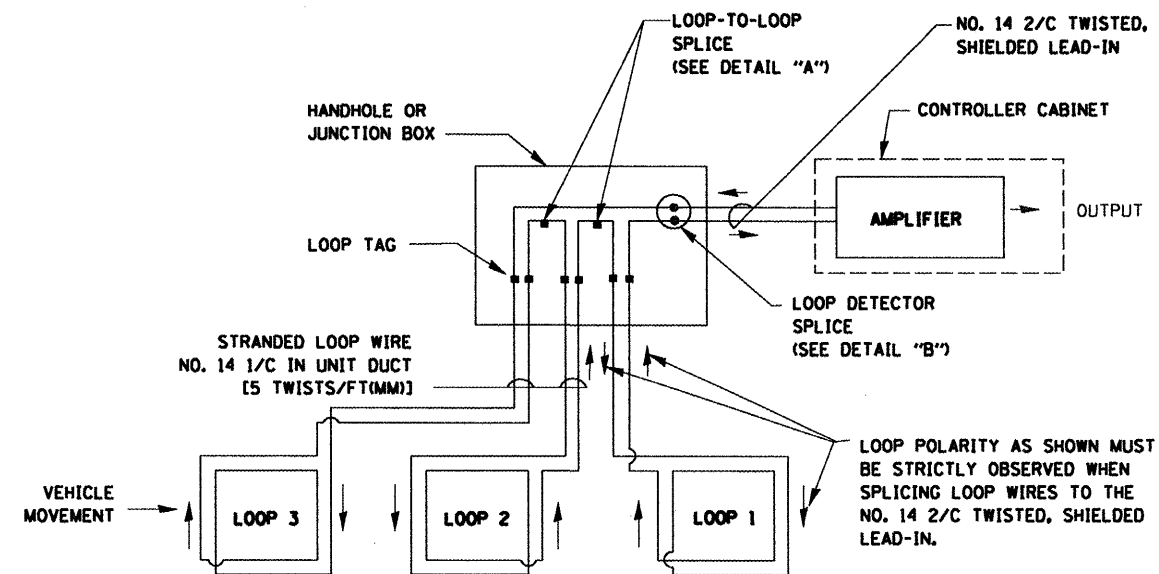 LOOP-TO-LOOP
SPLICE
(SEE DETAIL "A")
NO. 14 2/C TWISTED,
SHIELDED LEAD-IN
HANDHOLE OR
JUNCTION BOX
CONTROLLER CABINET
AMPLIFIER
OUTPUT
LOOP TAG
LOOP DETECTOR
SPLICE
(SEE DETAIL "B")
STRANDED LOOP WIRE
NO. 14 1/C IN UNIT DUCT
[5 TWISTS/FT(MM)]
LOOP POLARITY AS SHOWN MUST
BE STRICTLY OBSERVED WHEN
SPLICING LOOP WIRES TO THE
NO. 14 2/C TWISTED, SHIELDED
LEAD-IN.
VEHICLE
MOVEMENT
LOOP 3
LOOP 2
LOOP 1